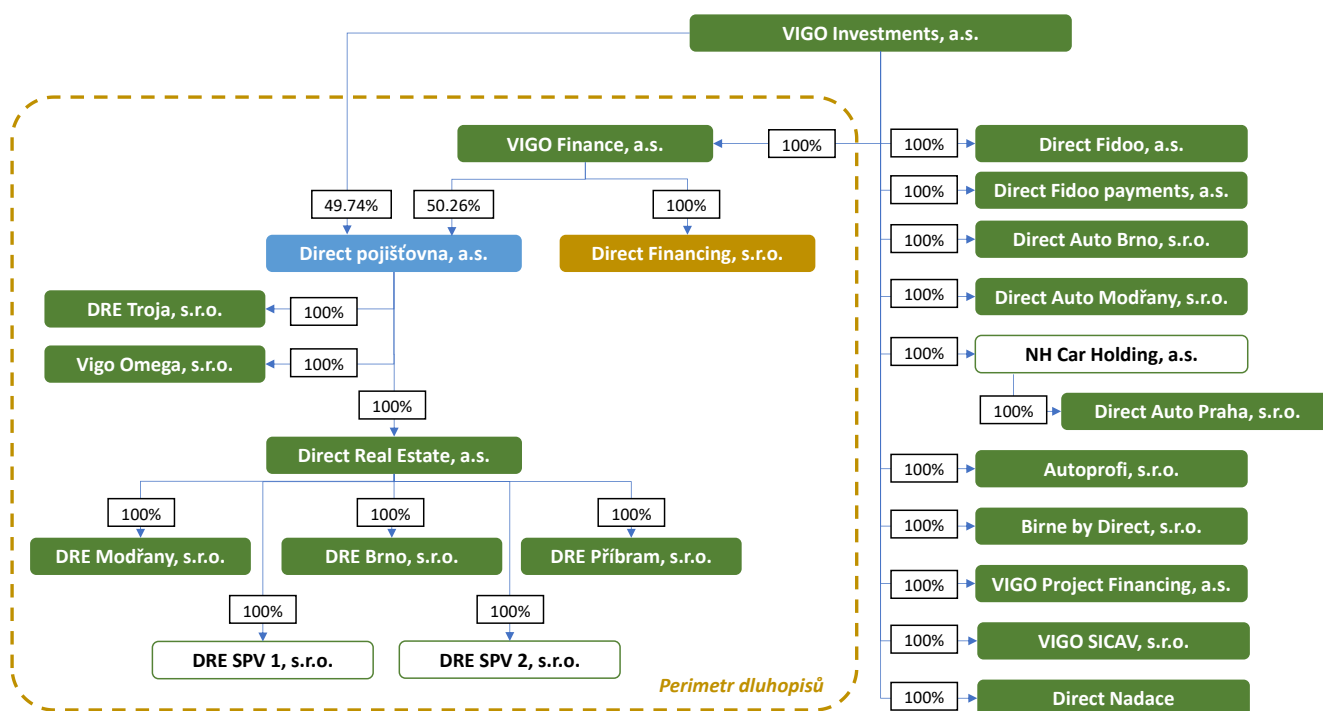 VIGO Investments, a.s.
VIGO Finance, a.s.
100%
100%
Direct Fidoo, a.s.
100%
Direct Fidoo payments, a.s.
49.74%
50.26%
100%
Direct pojišťovna, a.s.
Direct Financing, s.r.o.
100%
Direct Auto Brno, s.r.o.
DRE Troja, s.r.o.
100%
100%
Direct Auto Modřany, s.r.o.
Vigo Omega, s.r.o.
100%
100%
NH Car Holding, a.s.
100%
100%
Direct Auto Praha, s.r.o.
Direct Real Estate, a.s.
100%
Autoprofi, s.r.o.
100%
100%
100%
100%
Birne by Direct, s.r.o.
DRE Modřany, s.r.o.
DRE Brno, s.r.o.
DRE Příbram, s.r.o.
100%
VIGO Project Financing, a.s.
100%
100%
DRE SPV 1, s.r.o.
DRE SPV 2, s.r.o.
100%
VIGO SICAV, s.r.o.
Perimetr dluhopisů
100%
Direct Nadace